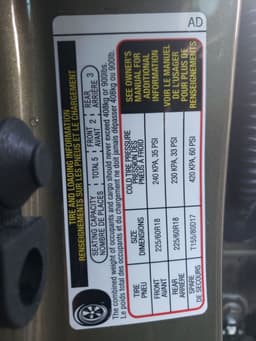 AD
TIRE AND LOADING INFORMATION
RENSEIGNEMENTS SUR LES PNEUS ET LE CHARGEMENT
SEATING CAPACITY
NOMBRE DE PLACES
TOTAL 5
FRONT
AVANT 2
REAR
ARRIÈRE 3
The combined weight of occupants and cargo should never exceed 408kg or 900lbs.
Le poids total des occupants et du chargement ne doit jamais dépasser 408kg ou 900lb.
TIRE
PNEU
SIZE
DIMENSIONS
COLD TIRE PRESSURE
PRESSION DES
PNEUS A FROID
FRONT
AVANT
225/60R18
240 KPA, 35 PSI
REAR
ARRIÈRE
225/60R18
230 KPA, 33 PSI
SPARE
DE SECOURS
T155/80D17
420 KPA, 60 PSI
SEE OWNER'S
MANUAL FOR
ADDITIONAL
INFORMATION
VOIR LE MANUEL
DE L'USAGER
POUR PLUS DE
RENSEIGNEMENTS